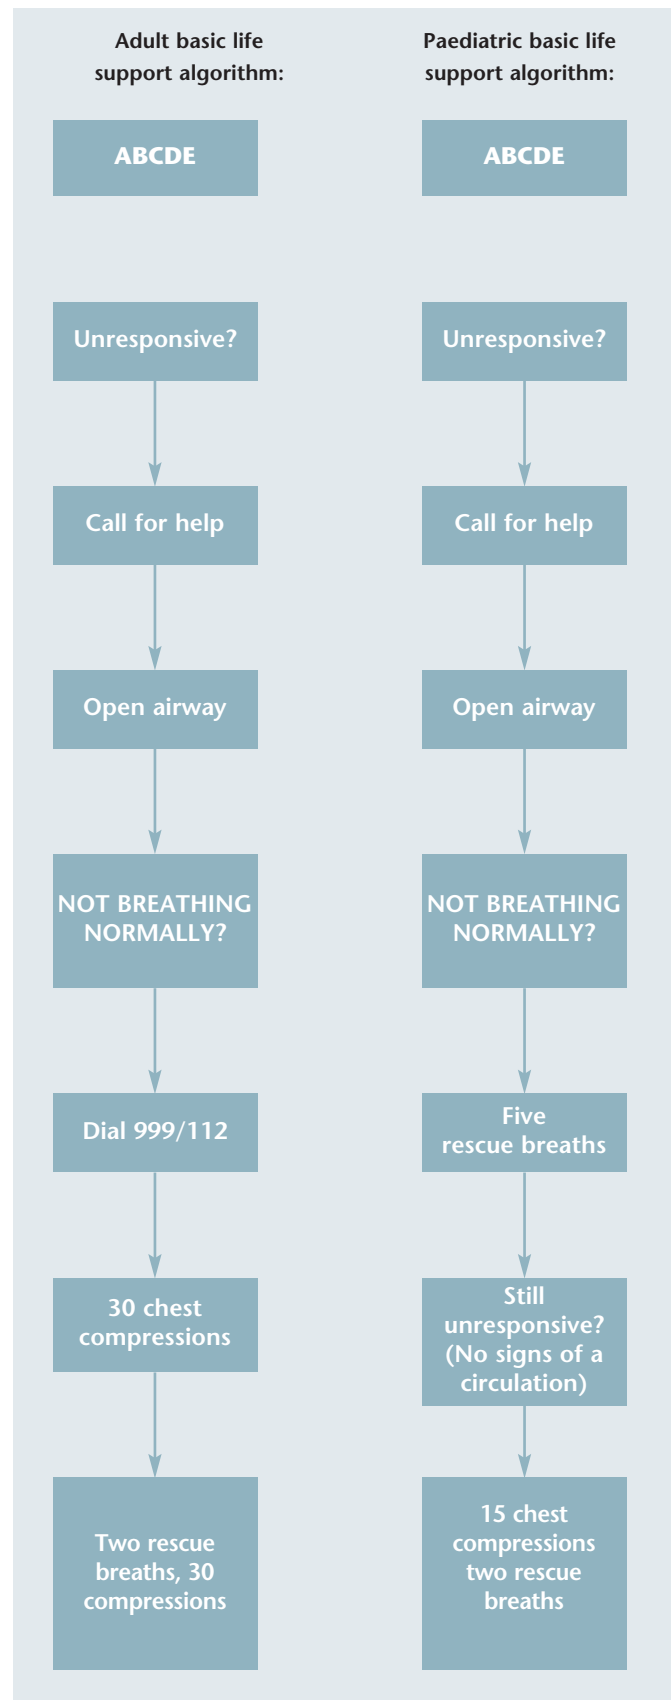 Adult basic life
support algorithm:
ABCDE
Unresponsive?
Call for help
Open airway
NOT BREATHING
NORMALLY?
Dial 999/112
30 chest
compressions
Two rescue
breaths, 30
compressions
Paediatric basic life
support algorithm:
ABCDE
Unresponsive?
Call for help
Open airway
NOT BREATHING
NORMALLY?
Five
rescue breaths
Still
unresponsive?
(No signs of a
circulation)
15 chest
compressions
two rescue
breaths